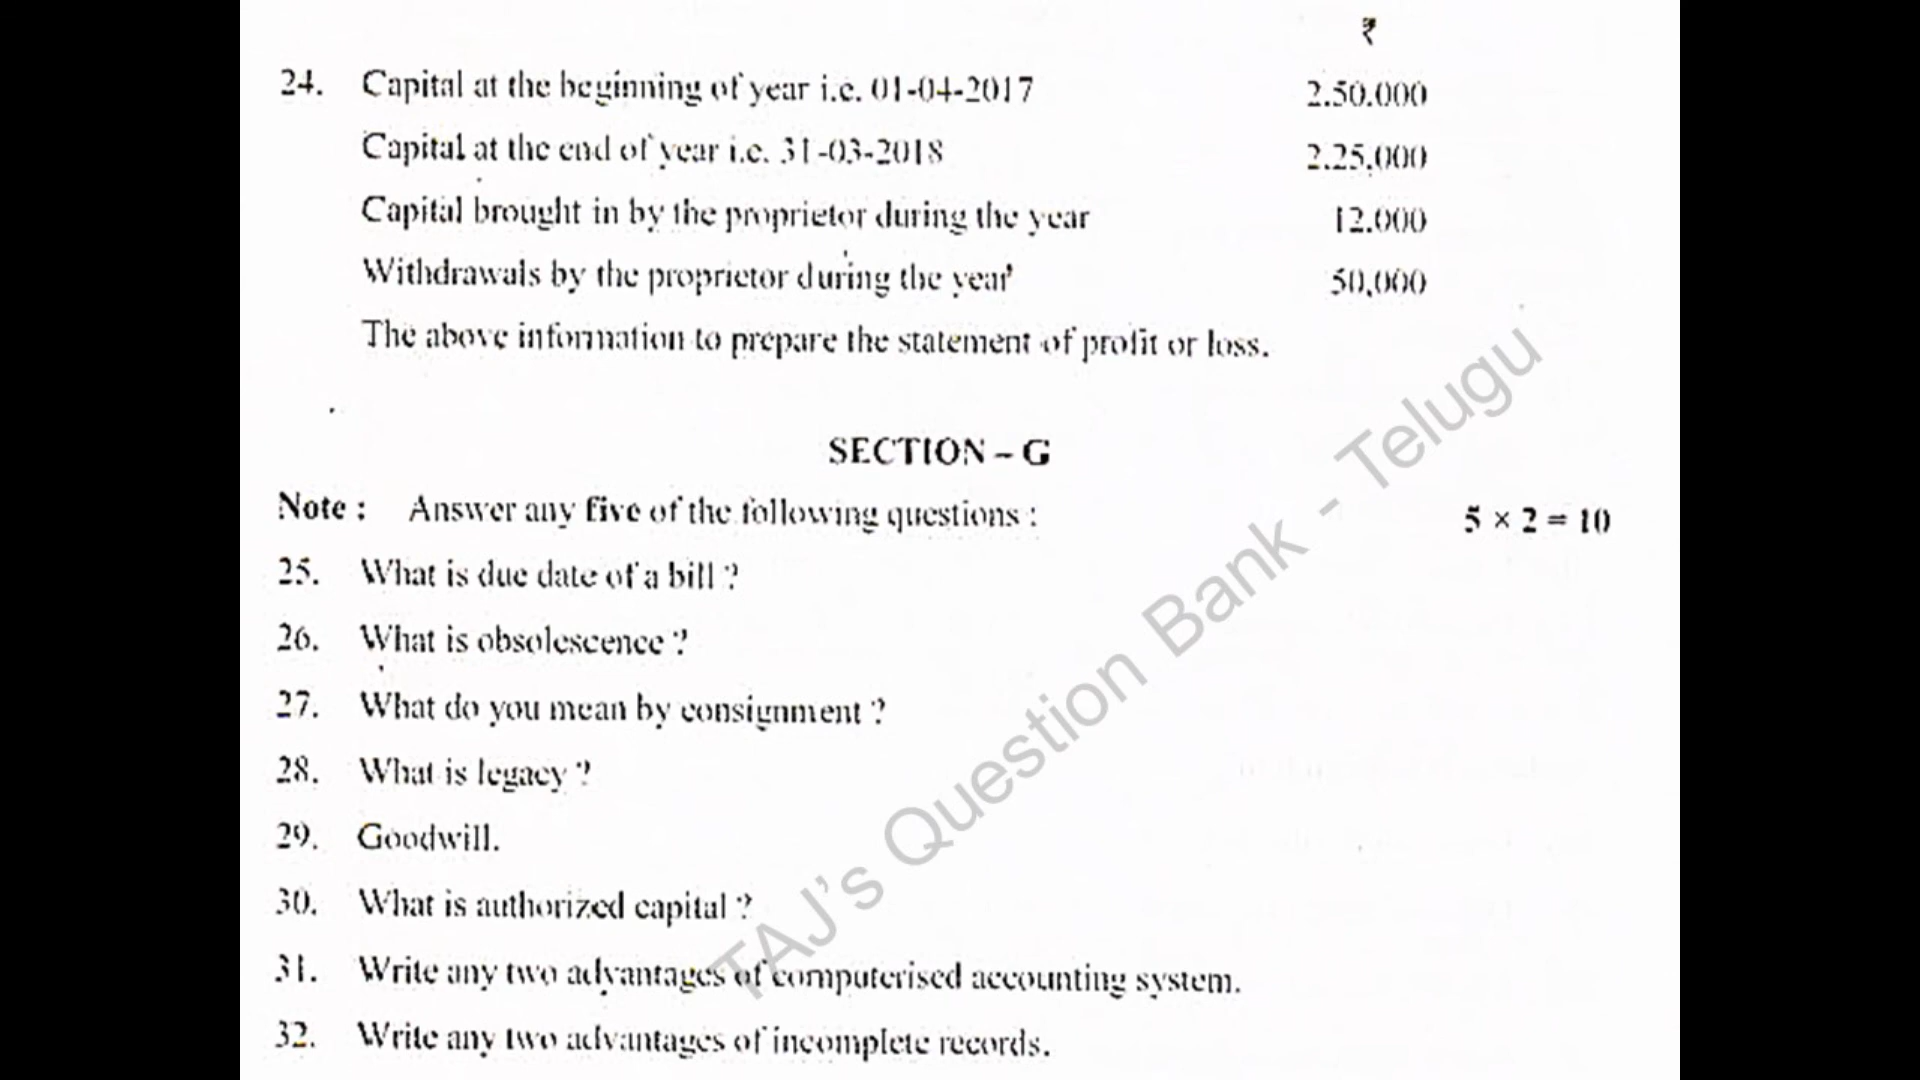 ₹
24. Capital at the beginning of year i.e. 01-04-2017 2.50.000
Capital at the end of year i.e. 31-03-2018 2.25,000
Capital brought in by the proprietor during the year 12.000
Withdrawals by the proprietor during the year 50,000
The above information to prepare the statement of profit or loss.
SECTION – G
Note : Answer any five of the following questions : 5 × 2 = 10
25. What is due date of a bill ?
26. What is obsolescence ?
27. What do you mean by consignment ?
28. What is legacy ?
29. Goodwill.
30. What is authorized capital ?
31. Write any two advantages of computerised accounting system.
32. Write any two advantages of incomplete records.
TAJ's Question Bank - Telugu